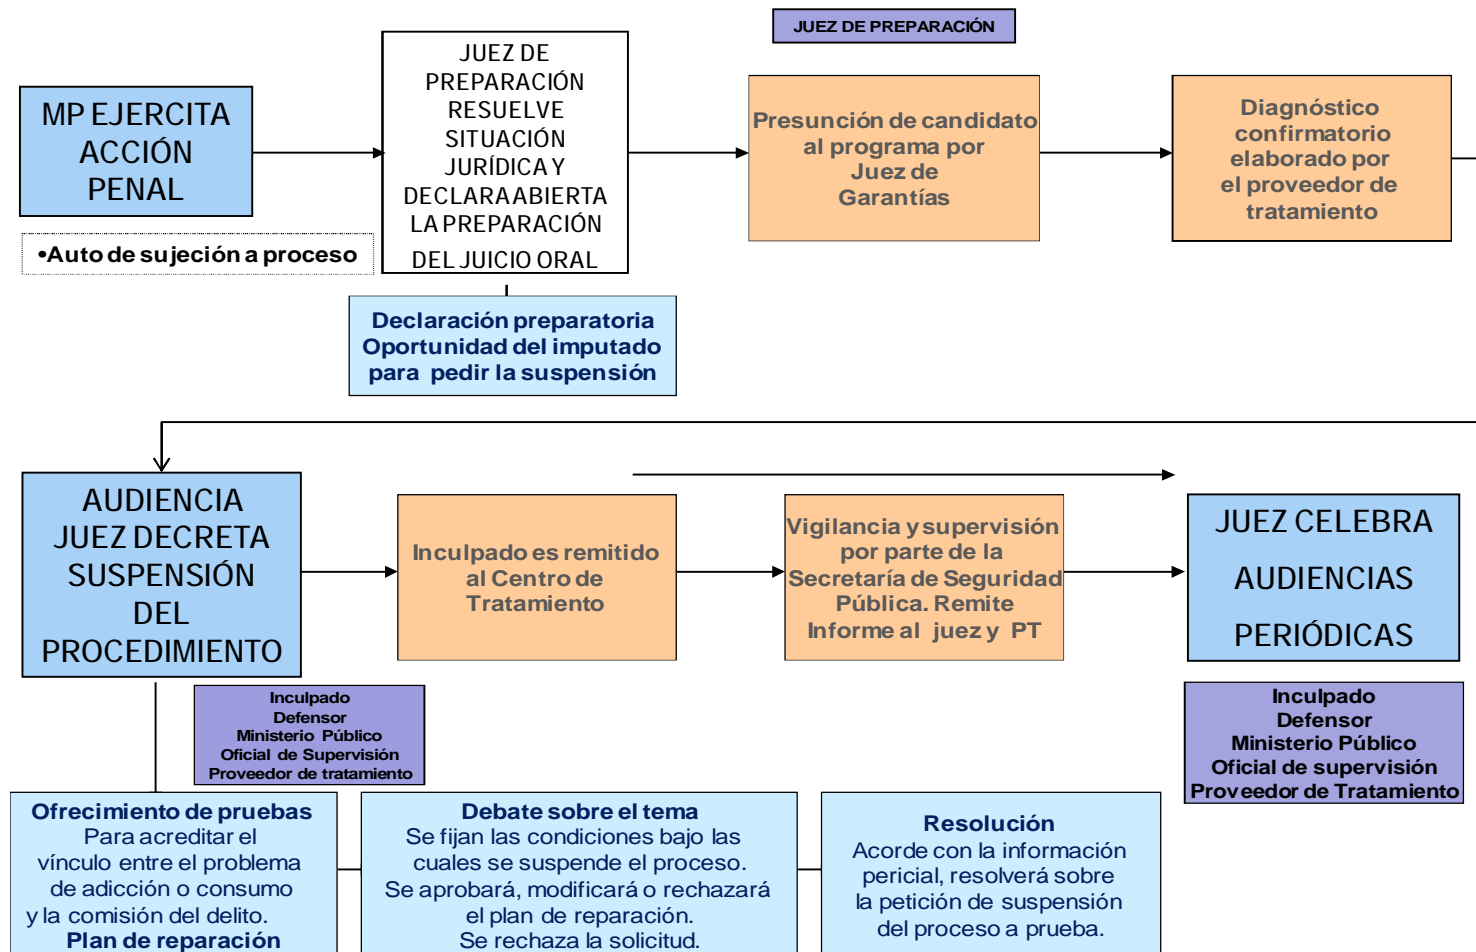 JUEZ DE PREPARACIÓN
MP EJERCITA
ACCIÓN
PENAL
•Auto de sujeción a proceso
JUEZ DE
PREPARACIÓN
RESUELVE
SITUACIÓN
JURÍDICA Y
DECLARA ABIERTA
LA PREPARACIÓN
DEL JUICIO ORAL
Declaración preparatoria
Oportunidad del imputado
para pedir la suspensión
Presunción de candidato
al programa por
Juez de
Garantías
Diagnóstico
confirmatorio
elaborado por
el proveedor de
tratamiento
AUDIENCIA
JUEZ DECRETA
SUSPENSIÓN
DEL
PROCEDIMIENTO
Inculpado es remitido
al Centro de
Tratamiento
Vigilancia y supervisión
por parte de la
Secretaría de Seguridad
Pública. Remite
Informe al juez y PT
JUEZ CELEBRA
AUDIENCIAS
PERIÓDICAS
Inculpado
Defensor
Ministerio Público
Oficial de Supervisión
Proveedor de tratamiento
Inculpado
Defensor
Ministerio Público
Oficial de supervisión
Proveedor de Tratamiento
Ofrecimiento de pruebas
Para acreditar el
vínculo entre el problema
de adicción o consumo
y la comisión del delito.
Plan de reparación
Debate sobre el tema
Se fijan las condiciones bajo las
cuales se suspende el proceso.
Se aprobará, modificará o rechazará
el plan de reparación.
Se rechaza la solicitud.
Resolución
Acorde con la información
pericial, resolverá sobre
la petición de suspensión
del proceso a prueba.